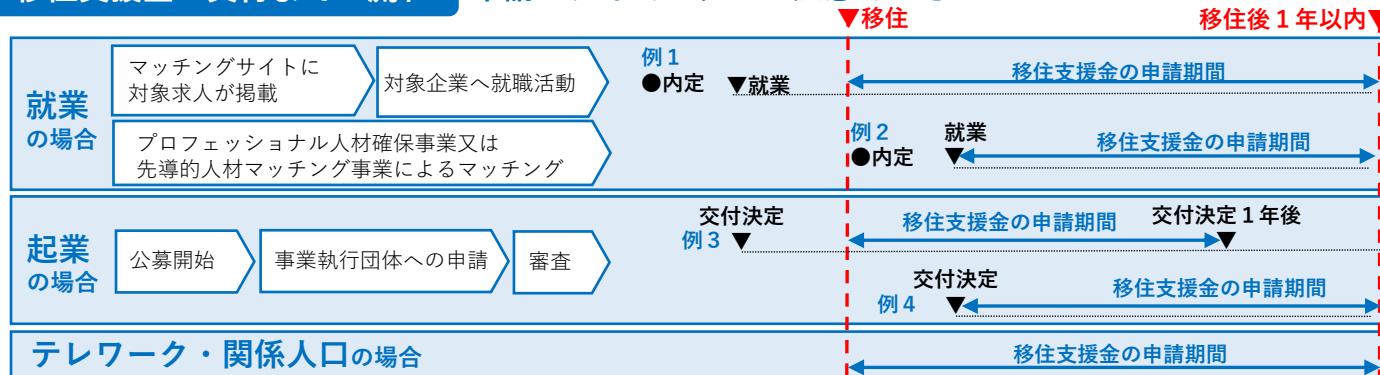 ▼移住
移住後1年以内▼
就業
の場合
マッチングサイトに
対象求人が掲載
対象企業へ就職活動
プロフェッショナル人材確保事業又は
先導的人材マッチング事業によるマッチング
例1
●内定
▼就業
移住支援金の申請期間
例2
●内定
就業
▼
移住支援金の申請期間
起業
の場合
公募開始
事業執行団体への申請
審査
交付決定
例3 ▼
移住支援金の申請期間
交付決定1年後
▼
交付決定
例4 ▼
移住支援金の申請期間
テレワーク・関係人口の場合
移住支援金の申請期間